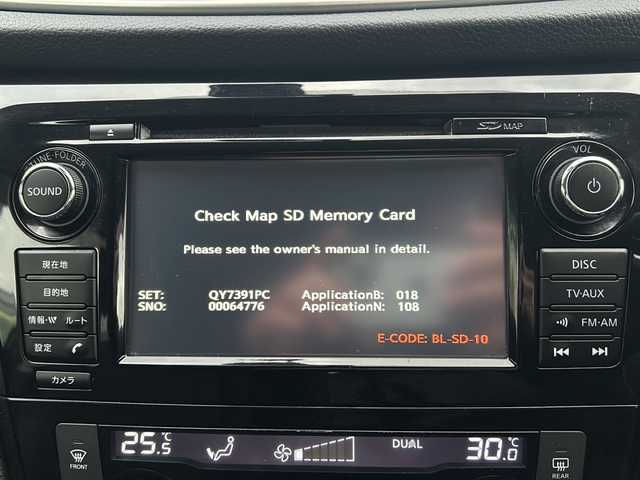 SD MAP
TUNE·FOLDER
SOUND
VOL
現在地
目的地
情報・VICS ルート
設定
カメラ
Check Map SD Memory Card
Please see the owner's manual in detail.
SET: QY7391PC ApplicationB: 018
SNO: 00064776 ApplicationN: 108
E-CODE: BL-SD-10
DISC
TV·AUX
FM·AM
FRONT
25.5°C
DUAL
30.0°C
REAR